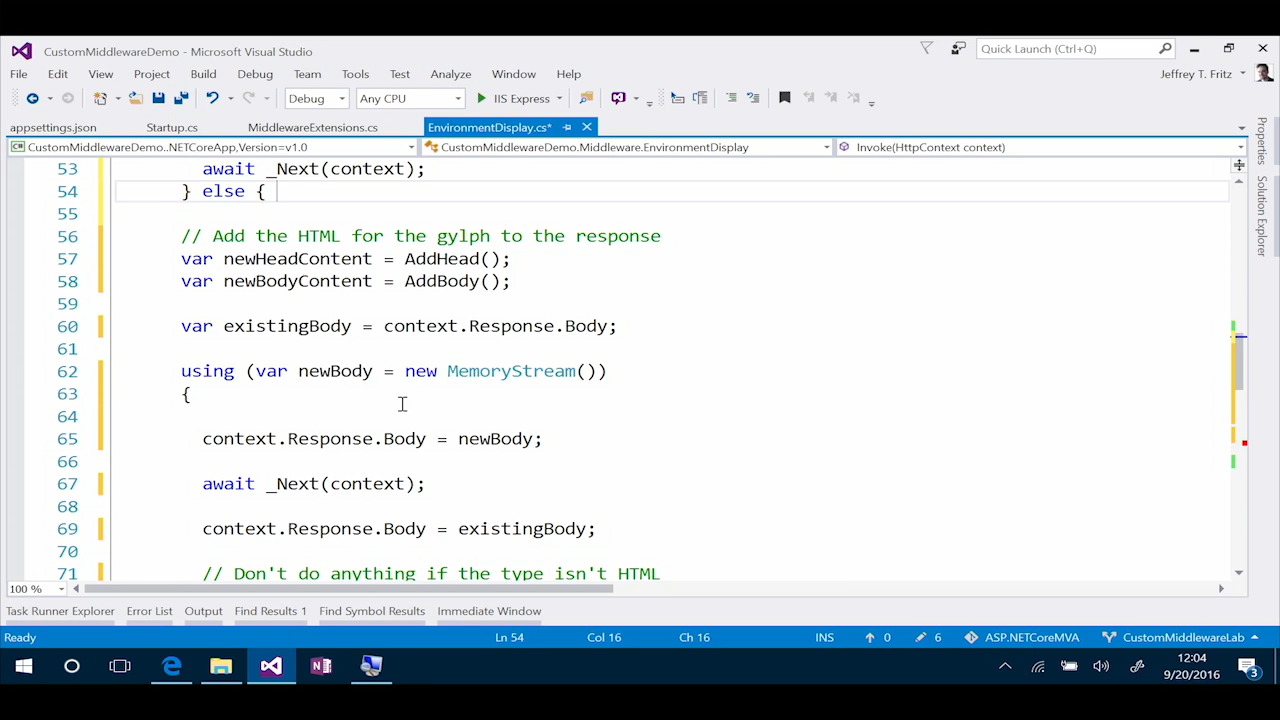 CustomMiddlewareDemo - Microsoft Visual Studio
Quick Launch (Ctrl+Q)
File Edit View Project Build Debug Team Tools Test Analyze Window Help
Jeffrey T. Fritz
Debug Any CPU IIS Express
appsettings.json Startup.cs MiddlewareExtensions.cs EnvironmentDisplay.cs*
CustomMiddlewareDemo..NETCoreApp,Version=v1.0 CustomMiddlewareDemo.Middleware.EnvironmentDisplay Invoke(HttpContext context)
53 await _Next(context);
54 } else {
55
56 // Add the HTML for the gylph to the response
57 var newHeadContent = AddHead();
58 var newBodyContent = AddBody();
59
60 var existingBody = context.Response.Body;
61
62 using (var newBody = new MemoryStream())
63 {
64
65 context.Response.Body = newBody;
66
67 await _Next(context);
68
69 context.Response.Body = existingBody;
70
71 // Don't do anything if the type isn't HTML
Properties
Solution Explorer
100 %
Task Runner Explorer Error List Output Find Results 1 Find Symbol Results Immediate Window
Ready Ln 54 Col 16 Ch 16 INS 0 6 ASP.NETCoreMVA CustomMiddlewareLab
12:04
9/20/2016
3